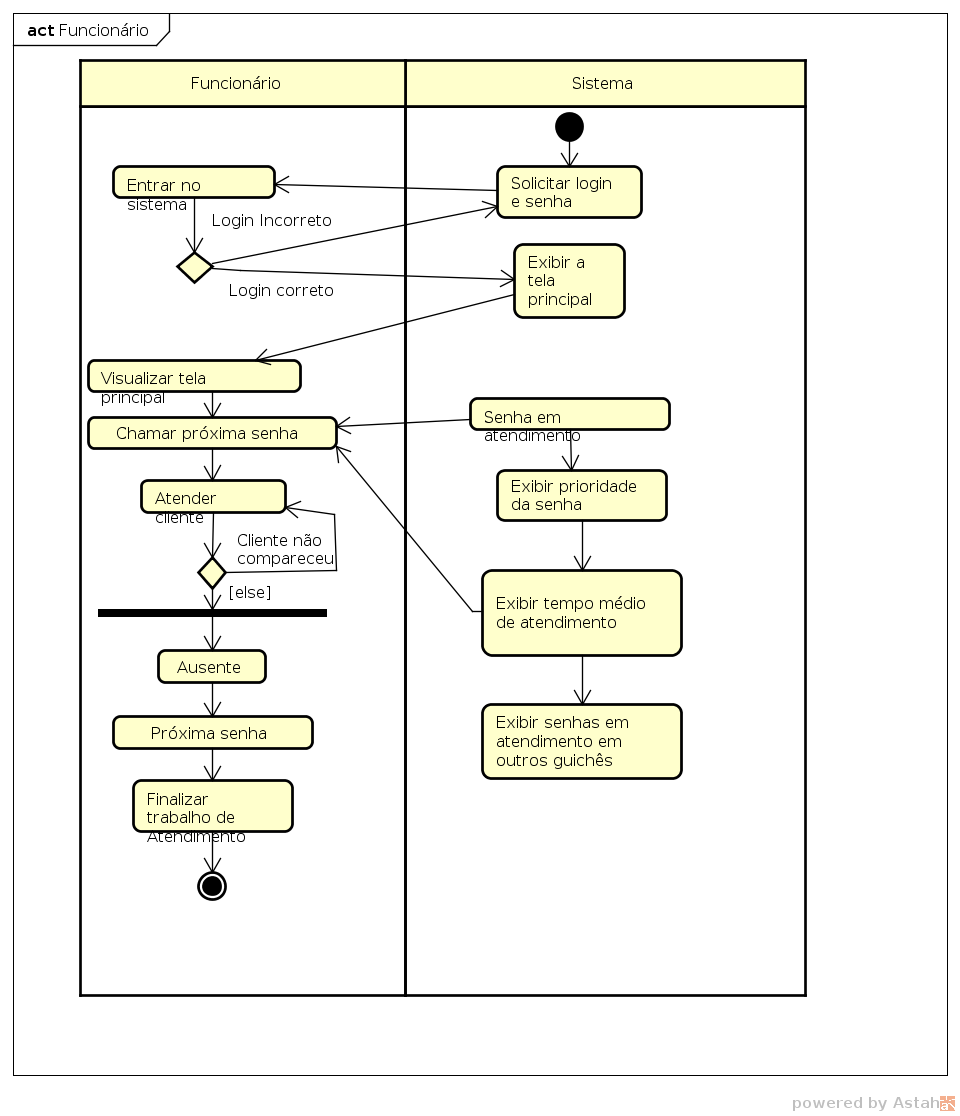 act Funcionário
Funcionário
Sistema
Entrar no
sistema
Solicitar login
e senha
Login Incorreto
Exibir a
tela
principal
Login correto
Visualizar tela
principal
Chamar próxima senha
Senha em
atendimento
Exibir prioridade
da senha
Atender
cliente
Cliente não
compareceu
[else]
Exibir tempo médio
de atendimento
Ausente
Próxima senha
Exibir senhas em
atendimento em
outros guichês
Finalizar
trabalho de
Atendimento
powered by Astah